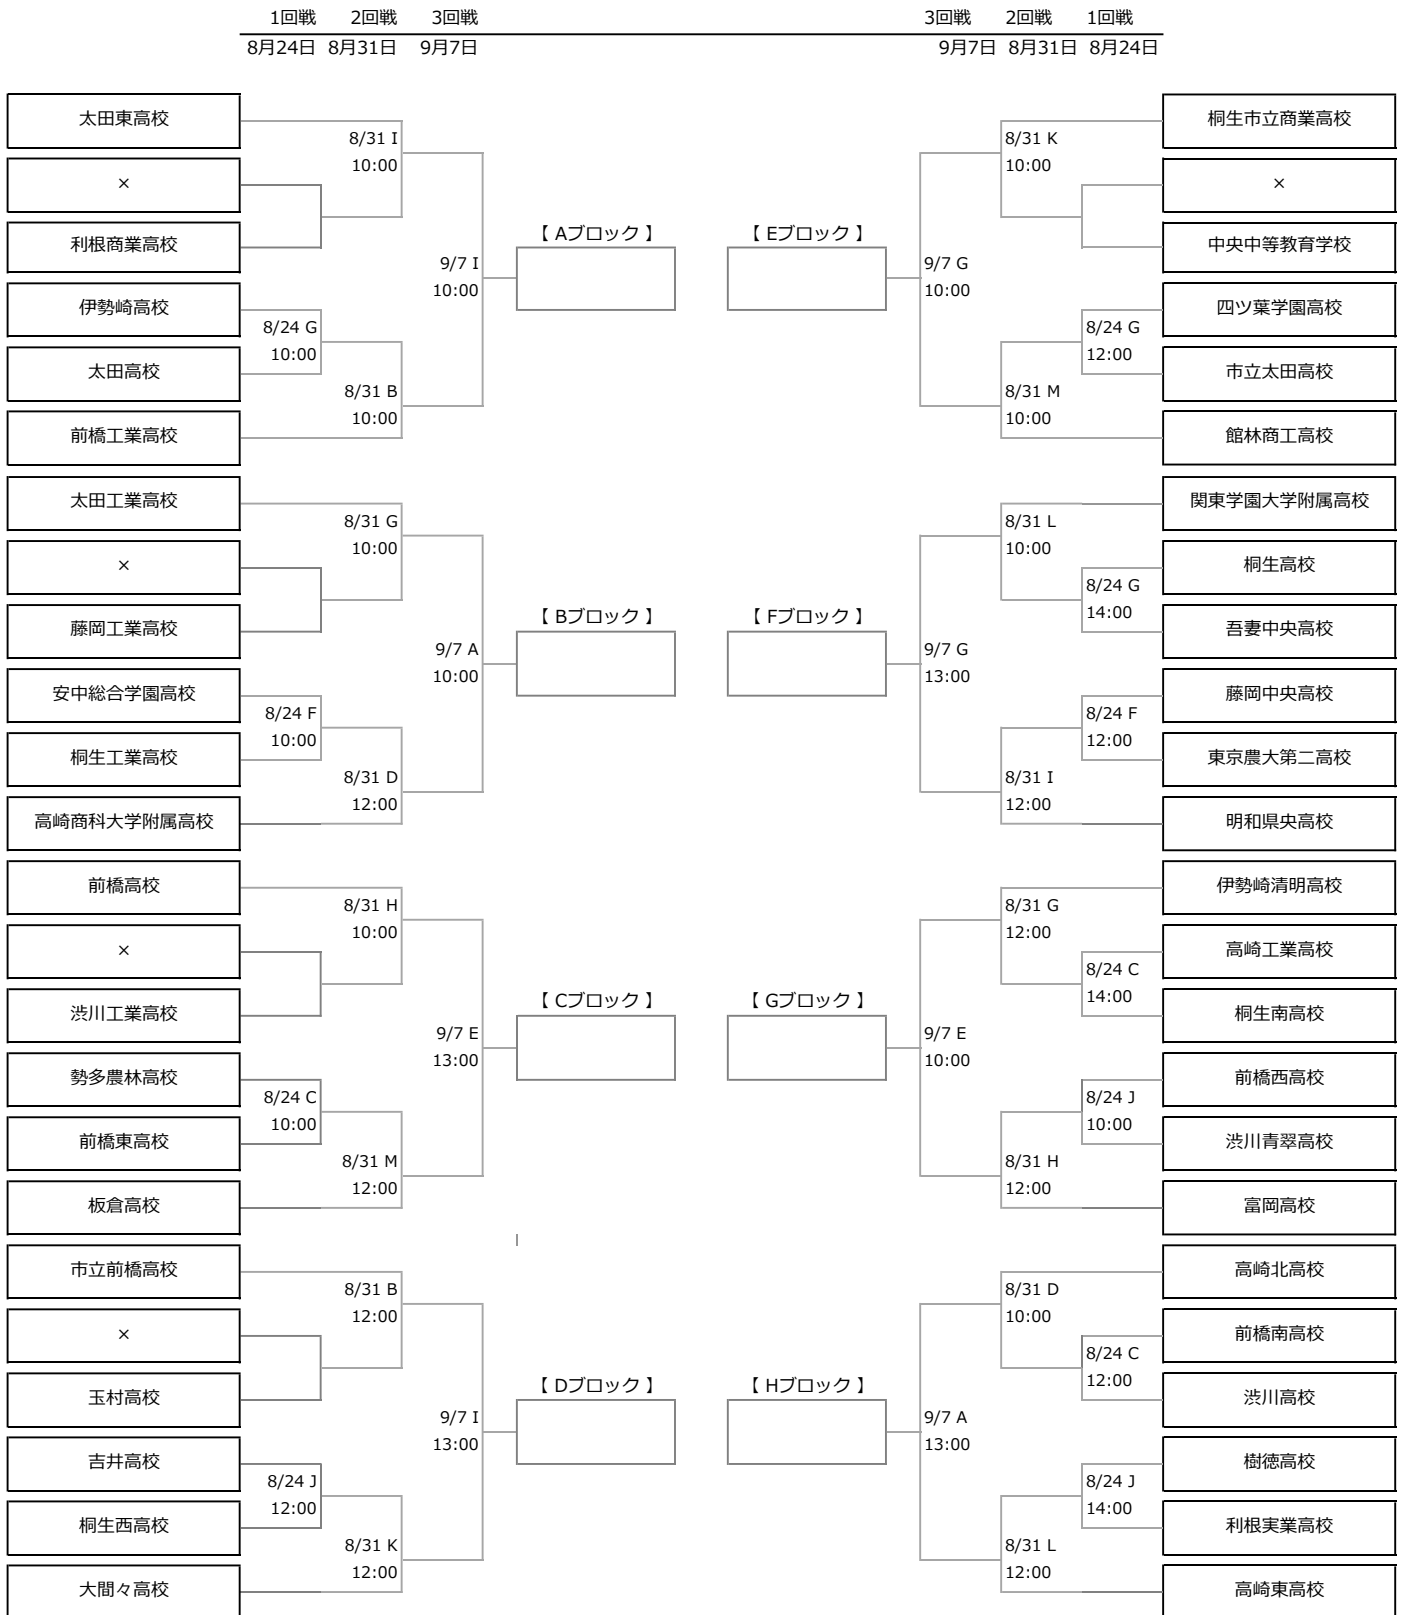 1回戦 2回戦 3回戦
8月24日 8月31日 9月7日
3回戦 2回戦 1回戦
9月7日 8月31日 8月24日
太田東高校
8/31 I
10:00
×
利根商業高校
【 Aブロック 】
9/7 I
10:00
伊勢崎高校
8/24 G
10:00
太田高校
8/31 B
10:00
前橋工業高校
太田工業高校
8/31 G
10:00
×
藤岡工業高校
【 Bブロック 】
9/7 A
10:00
安中総合学園高校
8/24 F
10:00
桐生工業高校
8/31 D
12:00
高崎商科大学附属高校
前橋高校
8/31 H
10:00
×
渋川工業高校
【 Cブロック 】
9/7 E
13:00
勢多農林高校
8/24 C
10:00
前橋東高校
8/31 M
12:00
板倉高校
市立前橋高校
8/31 B
12:00
×
玉村高校
【 Dブロック 】
9/7 I
13:00
吉井高校
8/24 J
12:00
桐生西高校
8/31 K
12:00
大間々高校
桐生市立商業高校
8/31 K
10:00
×
中央中等教育学校
【 Eブロック 】
9/7 G
10:00
四ツ葉学園高校
8/24 G
12:00
市立太田高校
8/31 M
10:00
館林商工高校
関東学園大学附属高校
8/31 L
10:00
桐生高校
8/24 G
14:00
吾妻中央高校
【 Fブロック 】
9/7 G
13:00
藤岡中央高校
8/24 F
12:00
東京農大第二高校
8/31 I
12:00
明和県央高校
伊勢崎清明高校
8/31 G
12:00
高崎工業高校
8/24 C
14:00
桐生南高校
【 Gブロック 】
9/7 E
10:00
前橋西高校
8/24 J
10:00
渋川青翠高校
8/31 H
12:00
富岡高校
高崎北高校
8/31 D
10:00
前橋南高校
8/24 C
12:00
渋川高校
【 Hブロック 】
9/7 A
13:00
樹徳高校
8/24 J
14:00
利根実業高校
8/31 L
12:00
高崎東高校